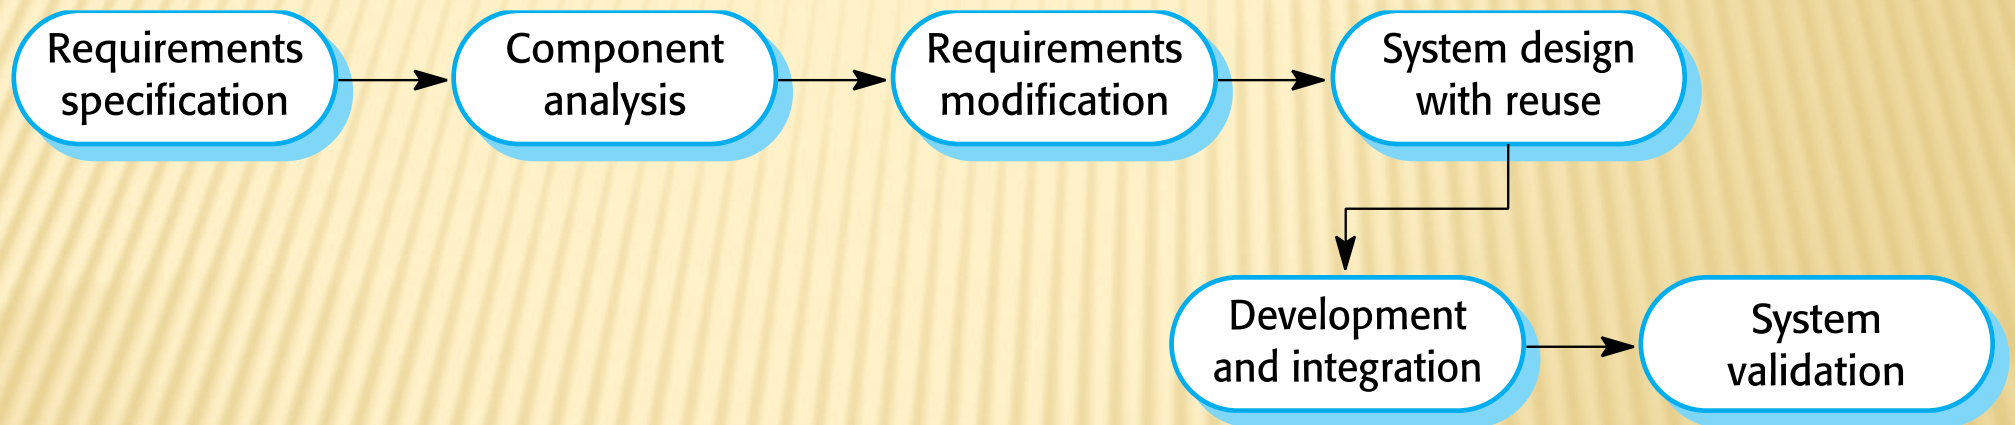 Requirements
specification
Component
analysis
Requirements
modification
System design
with reuse
Development
and integration
System
validation